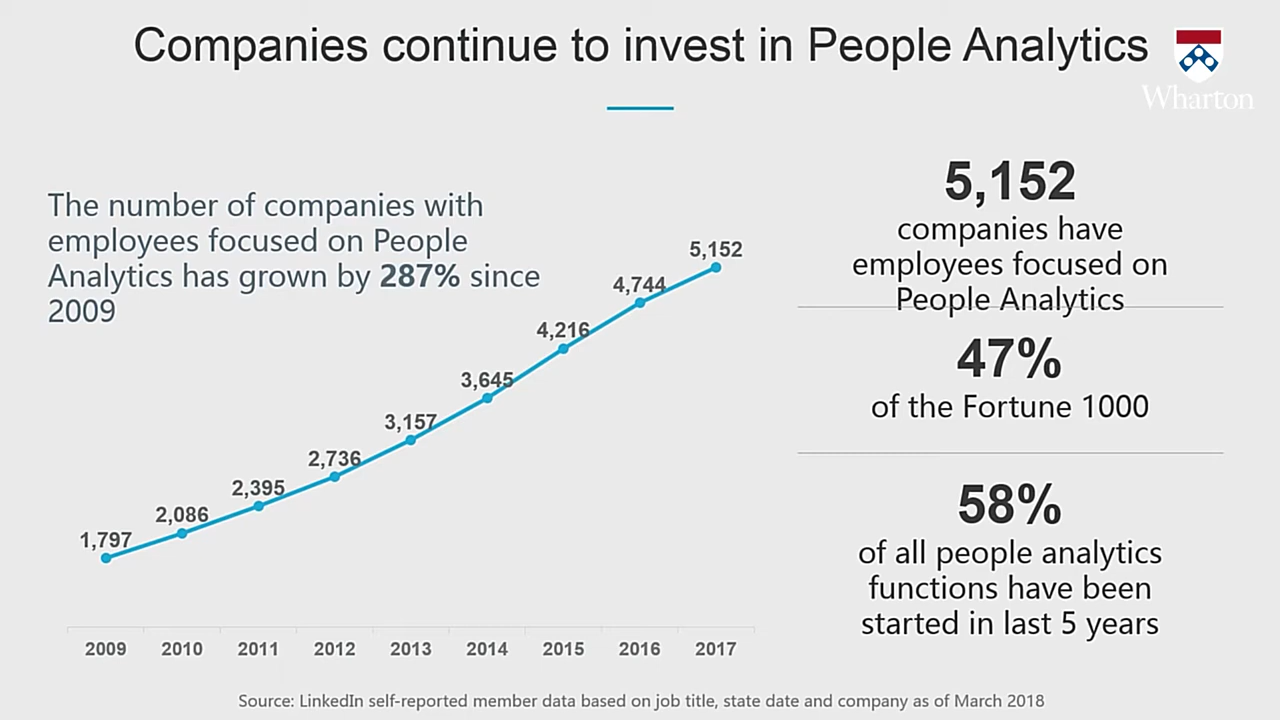 Companies continue to invest in People Analytics
Wharton
The number of companies with
employees focused on People
Analytics has grown by 287% since
2009
1,797
2,086
2,395
2,736
3,157
3,645
4,216
4,744
5,152
2009
2010
2011
2012
2013
2014
2015
2016
2017
5,152
companies have
employees focused on
People Analytics
47%
of the Fortune 1000
58%
of all people analytics
functions have been
started in last 5 years
Source: LinkedIn self-reported member data based on job title, state date and company as of March 2018